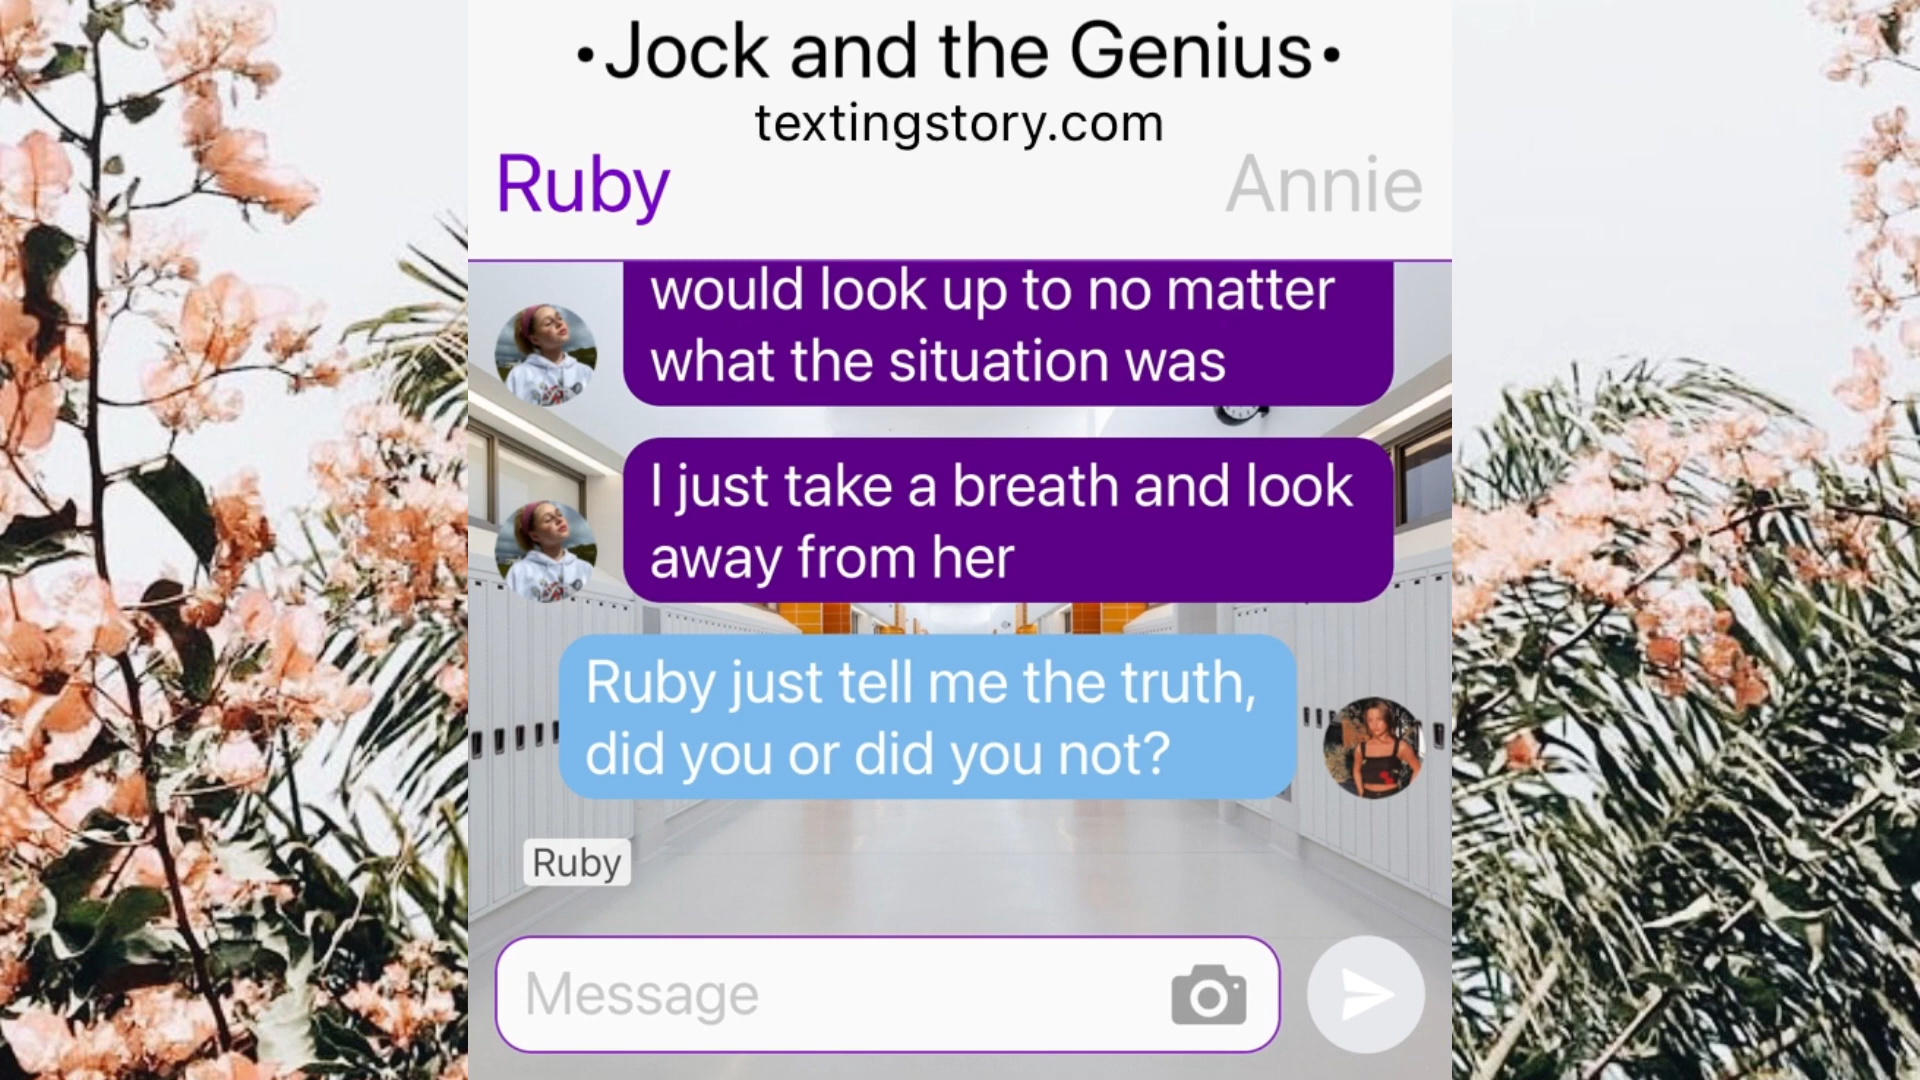 •Jock and the Genius•
textingstory.com
Ruby
Annie
would look up to no matter
what the situation was
I just take a breath and look
away from her
Ruby just tell me the truth,
did you or did you not?
Ruby
Message